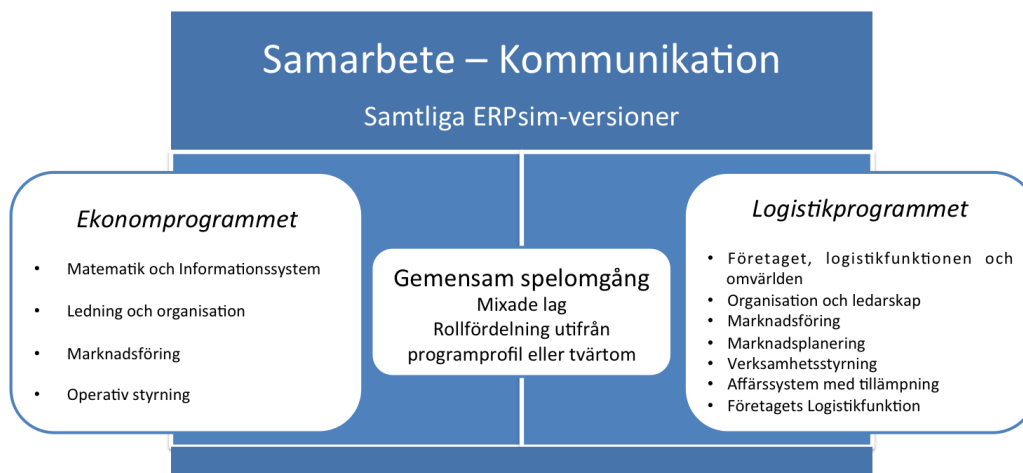 Samarbete – Kommunikation
Samtliga ERPsim-versioner
Ekonomprogrammet
• Matematik och Informationssystem
• Ledning och organisation
• Marknadsföring
• Operativ styrning
Gemensam spelomgång
Mixade lag
Rollfördelning utifrån
programprofil eller tvärtom
Logistikprogrammet
• Företaget, logistikfunktionen och
omvärlden
• Organisation och ledarskap
• Marknadsföring
• Marknadsplanering
• Verksamhetsstyrning
• Affärssystem med tillämpning
• Företagets Logistikfunktion